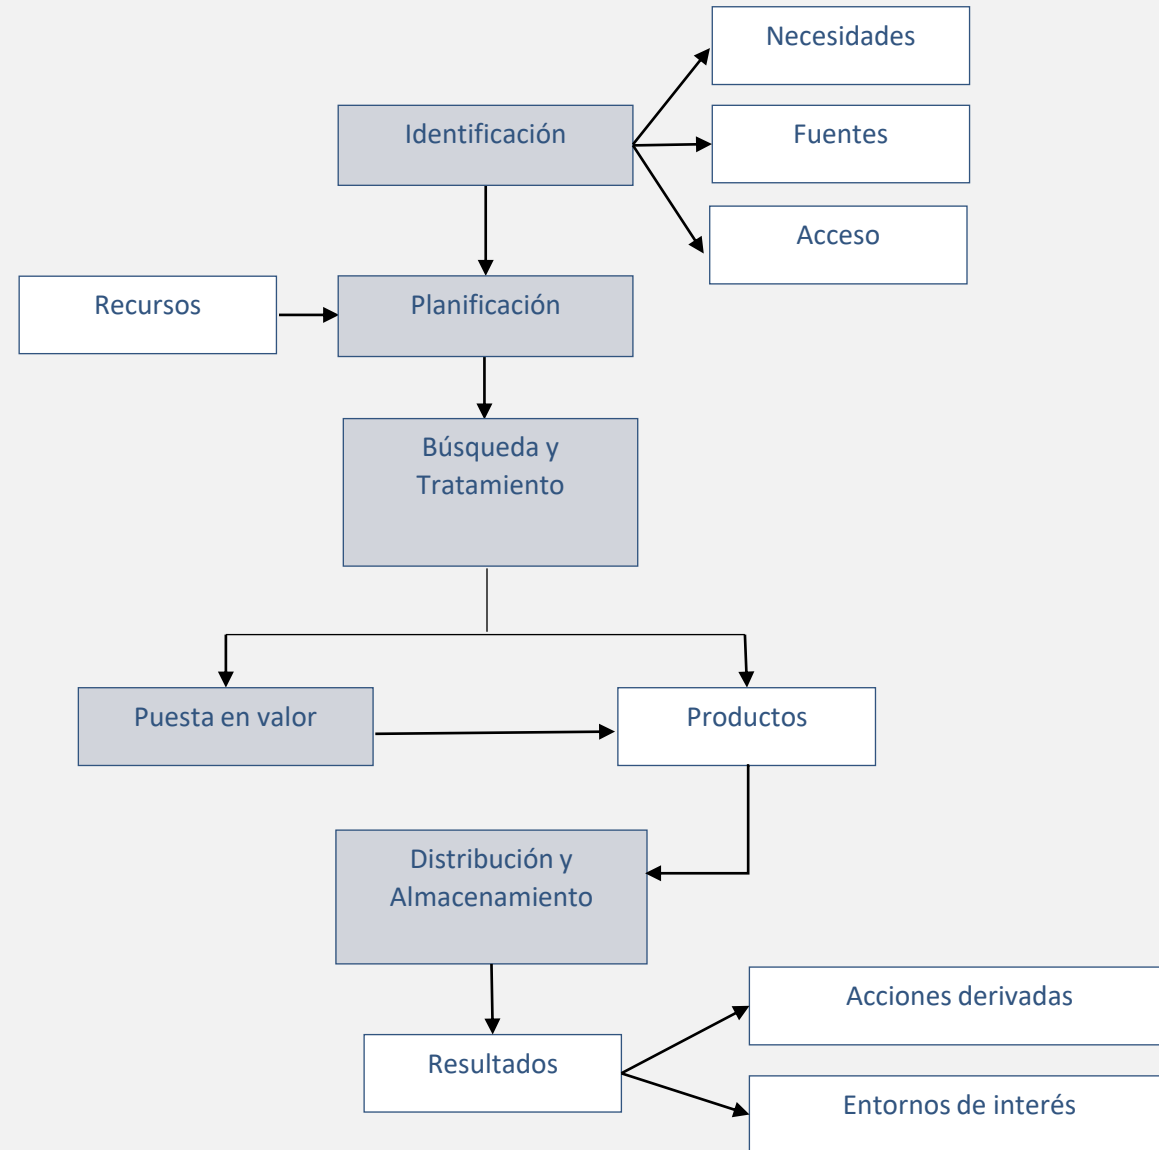 Necesidades
Identificación
Fuentes
Acceso
Recursos
Planificación
Búsqueda y
Tratamiento
Puesta en valor
Productos
Distribución y
Almacenamiento
Acciones derivadas
Resultados
Entornos de interés